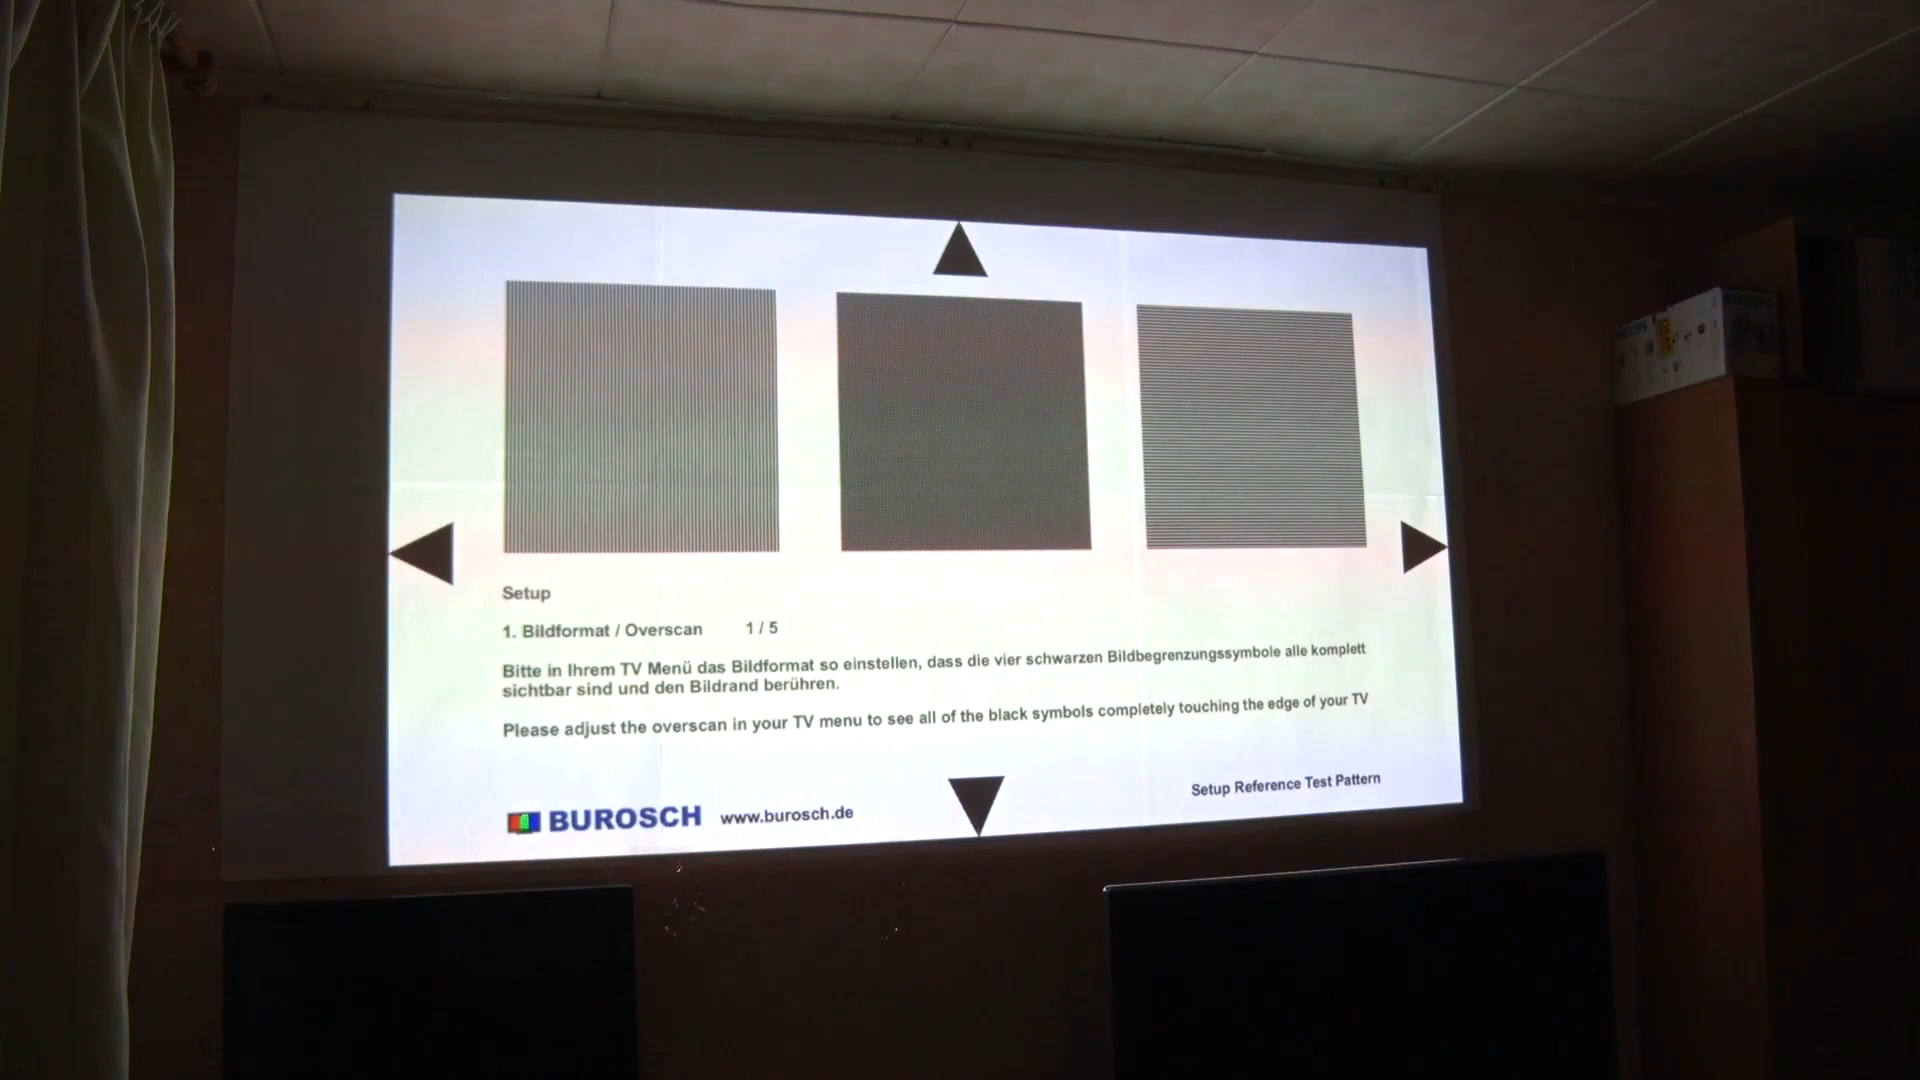 Setup
1. Bildformat / Overscan 1 / 5
Bitte in Ihrem TV Menü das Bildformat so einstellen, dass die vier schwarzen Bildbegrenzungssymbole alle komplett
sichtbar sind und den Bildrand berühren.
Please adjust the overscan in your TV menu to see all of the black symbols completely touching the edge of your TV
Setup Reference Test Pattern
BUROSCH www.burosch.de
PHILIPS